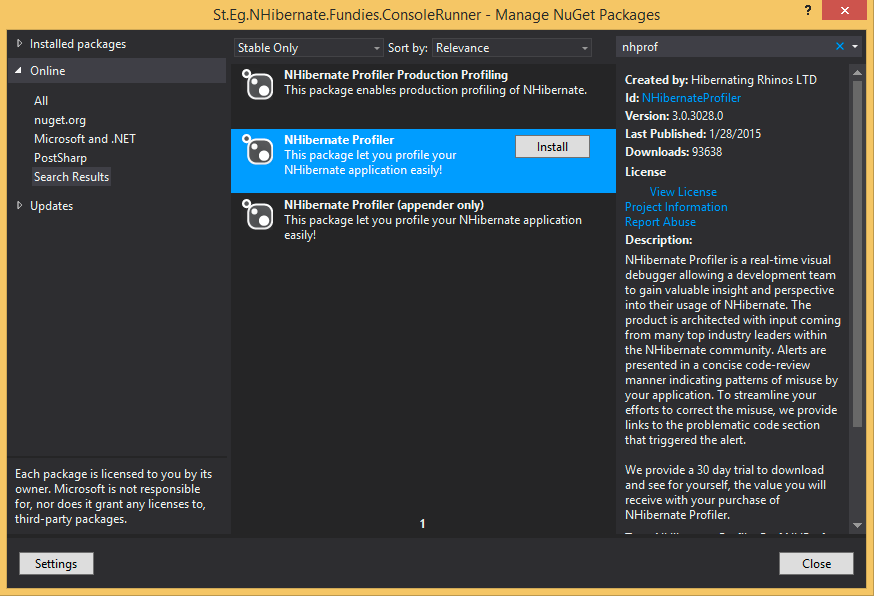 St.Eg.NHibernate.Fundies.ConsoleRunner - Manage NuGet Packages
?
Installed packages
Online
All
nuget.org
Microsoft and .NET
PostSharp
Search Results
Updates
Each package is licensed to you by its
owner. Microsoft is not responsible
for, nor does it grant any licenses to,
third-party packages.
Settings
Stable Only
Sort by:
Relevance
NHibernate Profiler Production Profiling
This package enables production profiling of NHibernate.
NHibernate Profiler
This package let you profile your
NHibernate application easily!
Install
NHibernate Profiler (appender only)
This package let you profile your NHibernate application
easily!
1
nhprof
Created by: Hibernating Rhinos LTD
Id: NHibernateProfiler
Version: 3.0.3028.0
Last Published: 1/28/2015
Downloads: 93638
License
View License
Project Information
Report Abuse
Description:
NHibernate Profiler is a real-time visual
debugger allowing a development team
to gain valuable insight and perspective
into their usage of NHibernate. The
product is architected with input coming
from many top industry leaders within
the NHibernate community. Alerts are
presented in a concise code-review
manner indicating patterns of misuse by
your application. To streamline your
efforts to correct the misuse, we provide
links to the problematic code section
that triggered the alert.
We provide a 30 day trial to download
and see for yourself, the value you will
receive with your purchase of
NHibernate Profiler.
Close